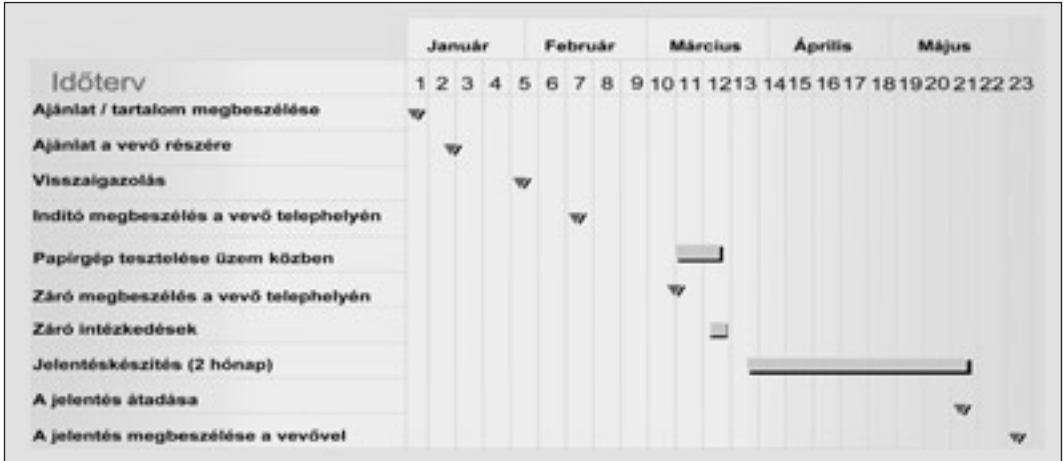 Január Február Március Április Május
Időterv 1 2 3 4 5 6 7 8 9 10 11 12 13 14 15 16 17 18 19 20 21 22 23
Ajánlat / tartalom megbeszélése
Ajánlat a vevő részére
Visszaigazolás
Indító megbeszélés a vevő telephelyén
Papírgép tesztelése üzem közben
Záró megbeszélés a vevő telephelyén
Záró intézkedések
Jelentéskészítés (2 hónap)
A jelentés átadása
A jelentés megbeszélése a vevővel